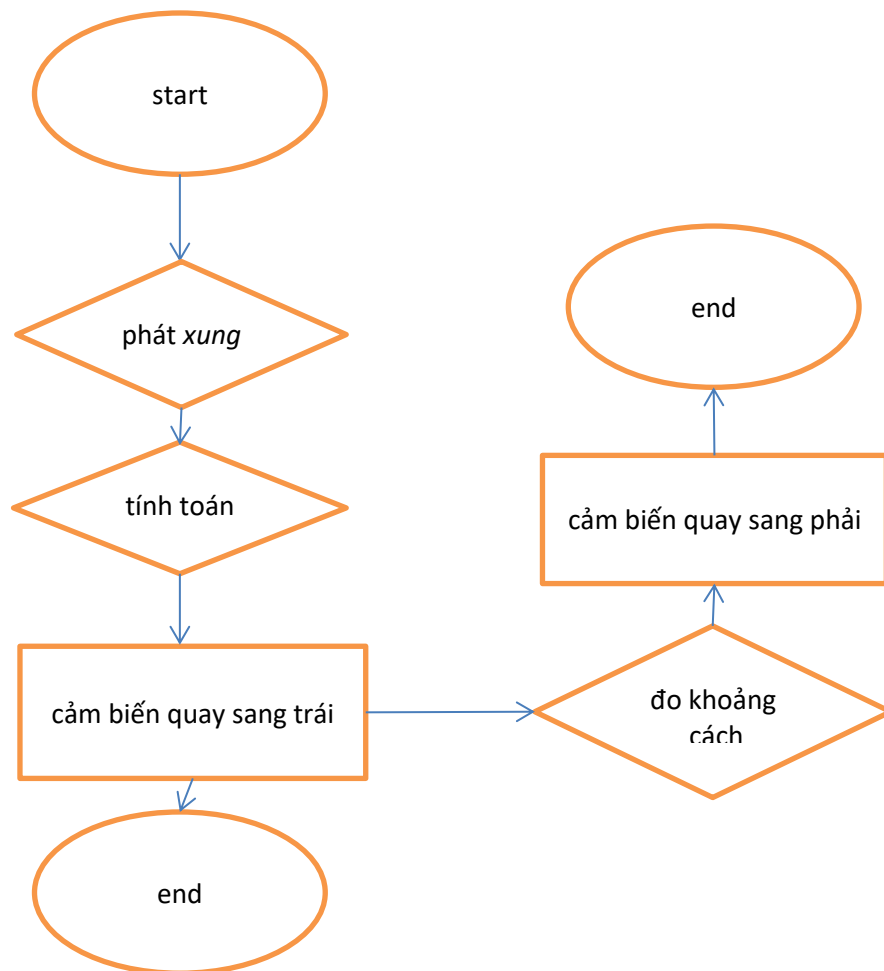 start
phát xung
tính toán
cảm biến quay sang trái
end
đo khoảng
cách
cảm biến quay sang phải
end